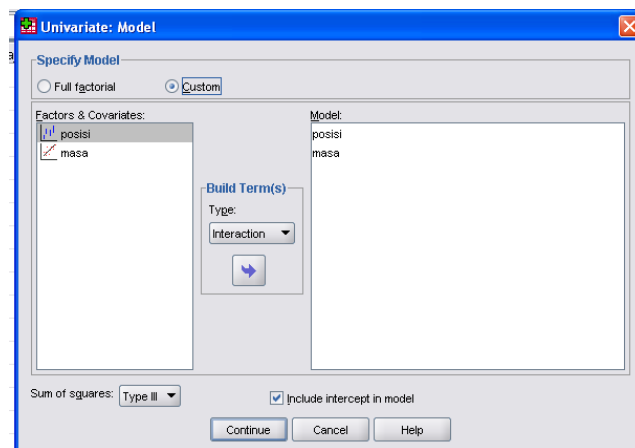 Univariate: Model
Specify Model
Full factorial
Custom
Factors & Covariates:
posisi
masa
Build Term(s)
Type:
Interaction
Model:
posisi
masa
Sum of squares: Type III
Include intercept in model
Continue Cancel Help